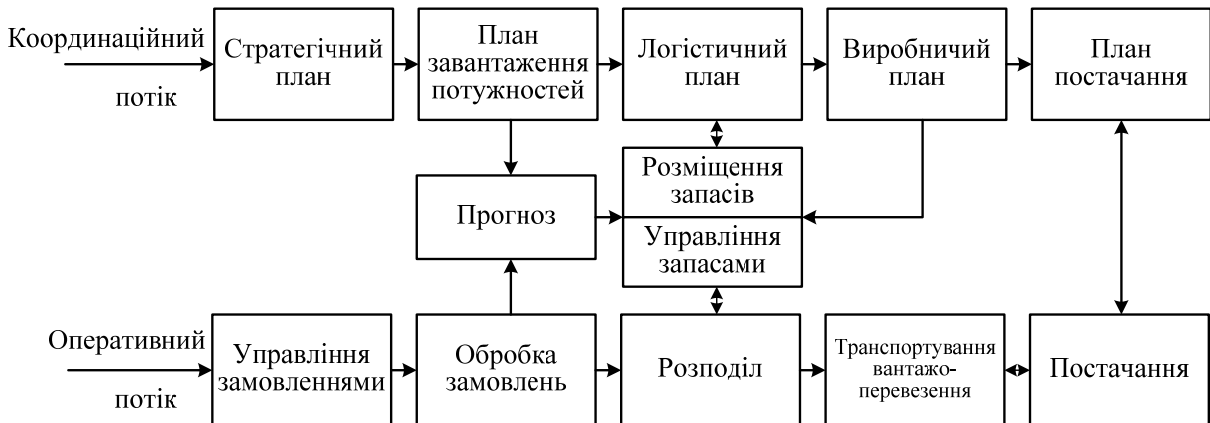 Координаційний
потік
Стратегічний
план
План
завантаження
потужностей
Логістичний
план
Виробничий
план
План
постачання
Прогноз
Розміщення
запасів
Управління
запасами
Оперативний
потік
Управління
замовленнями
Обробка
замовлень
Розподіл
Транспортування
вантажо-
перевезення
Постачання